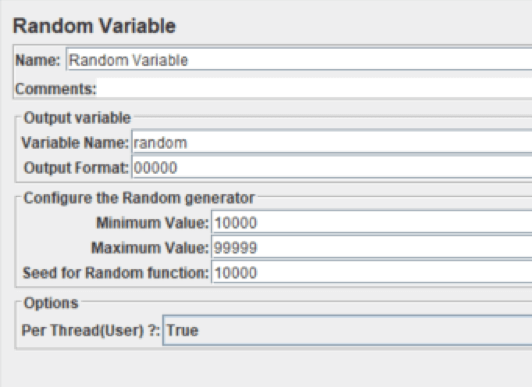 Random Variable
Name: Random Variable
Comments:
Output variable
Variable Name: random
Output Format: 00000
Configure the Random generator
Minimum Value: 10000
Maximum Value: 99999
Seed for Random function: 10000
Options
Per Thread(User) ?: True